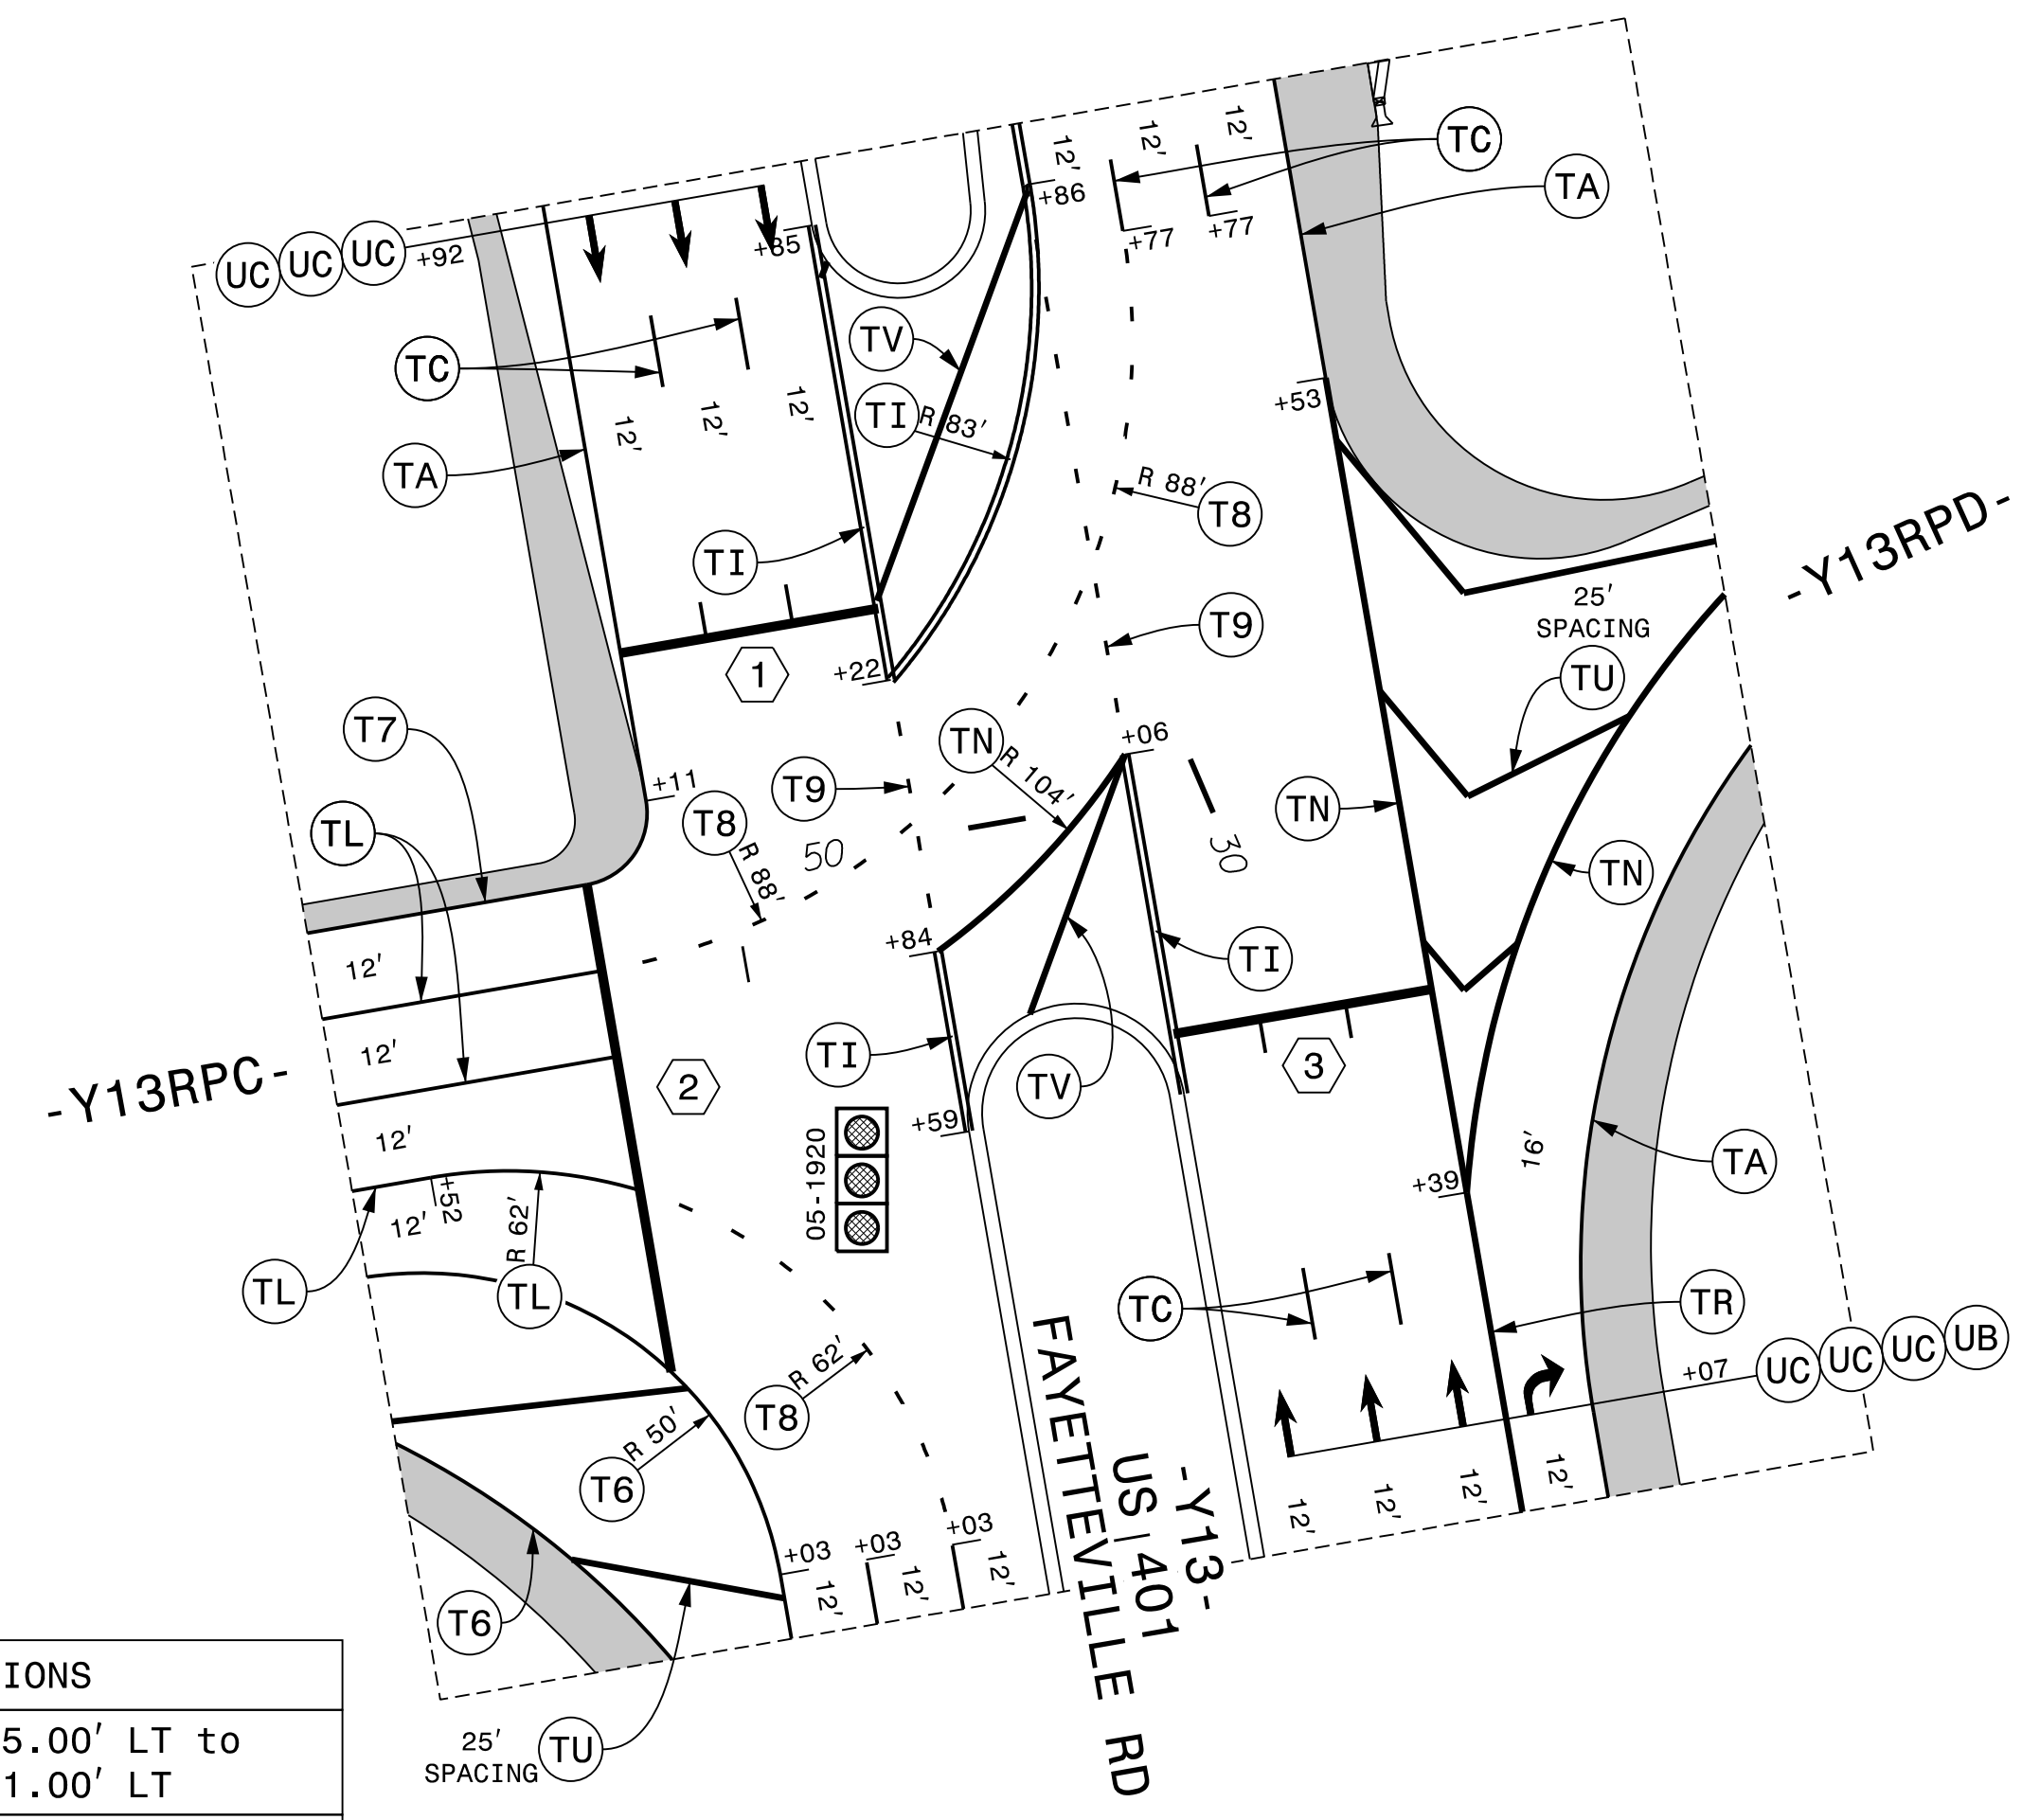 12'
12'
12'
TC
+86
TA
UC UC UC
+92
+85
+77
+77
TV
TC
TI
R 83'
+53
12'
12'
12'
TA
R 88'
T8
-Y13RPD-
TI
25'
SPACING
T9
1
+22
TU
T7
TN
+06
R 104'
+11
T9
TN
TL
T8
50
30
R 88'
TN
12'
+84
TI
12'
TI
-Y13RPC-
2
TV
3
12'
05-1920
+59
16'
TA
+39
+52
12'
R 62'
TL
TL
TC
TR
R 62'
+07
UC UC UC UB
T8
R 50'
T6
12'
12'
12'
12'
+03
+03
+03
12'
12'
12'
T6
FAYETTEVILLE RD
US 401
-Y13-
25'
SPACING
TU
IONS
5.00' LT to
1.00' LT